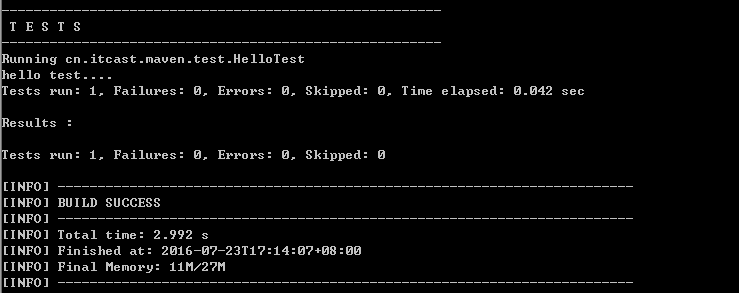 -------------------------------------------------------
 T E S T S
-------------------------------------------------------
Running cn.itcast.maven.test.HelloTest
hello test....
Tests run: 1, Failures: 0, Errors: 0, Skipped: 0, Time elapsed: 0.042 sec

Results :

Tests run: 1, Failures: 0, Errors: 0, Skipped: 0

[INFO] ------------------------------------------------------------------------
[INFO] BUILD SUCCESS
[INFO] ------------------------------------------------------------------------
[INFO] Total time: 2.992 s
[INFO] Finished at: 2016-07-23T17:14:07+08:00
[INFO] Final Memory: 11M/27M
[INFO] ------------------------------------------------------------------------